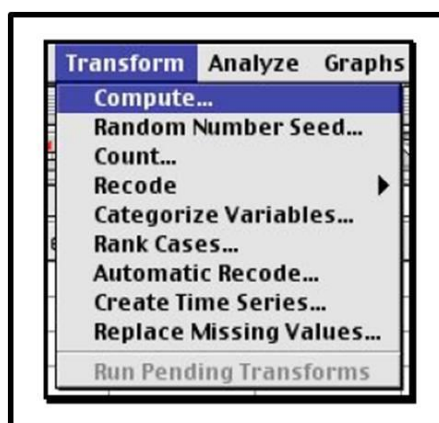 Transform Analyze Graphs
Compute...
Random Number Seed...
Count...
Recode
Categorize Variables...
Rank Cases...
Automatic Recode...
Create Time Series...
Replace Missing Values...
Run Pending Transforms